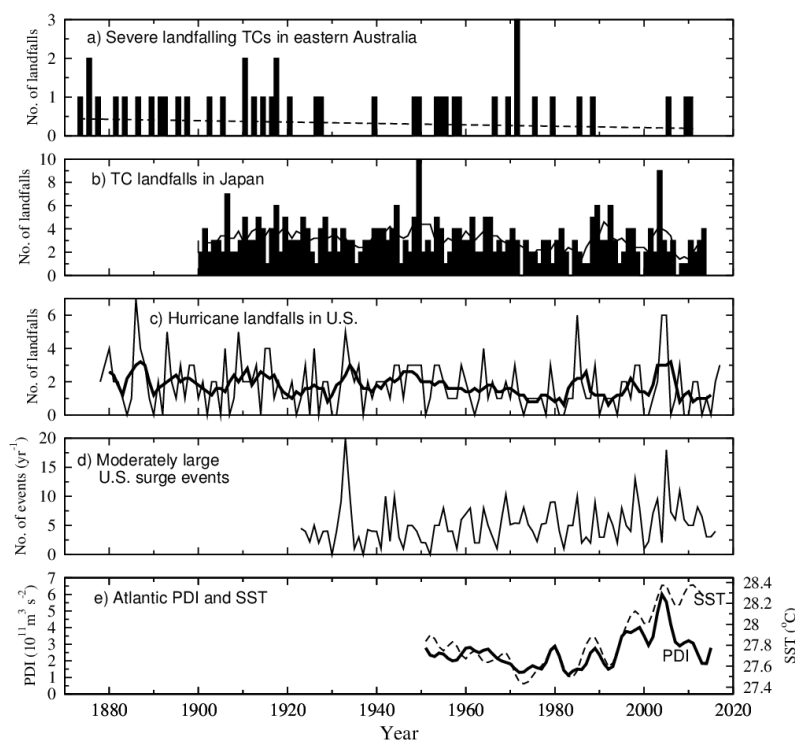 3
2
1
0
No. of landfalls
a) Severe landfalling TCs in eastern Australia
10
8
6
4
2
0
No. of landfalls
b) TC landfalls in Japan
6
4
2
0
No. of landfalls
c) Hurricane landfalls in U.S.
20
15
10
5
0
No. of events (yr⁻¹)
d) Moderately large
U.S. surge events
7
6
5
4
3
2
1
0
PDI (10¹¹ m³ s⁻²)
e) Atlantic PDI and SST
SST
PDI
28.4
28.2
28
27.8
27.6
27.4
SST (°C)
1880 1900 1920 1940 1960 1980 2000 2020
Year